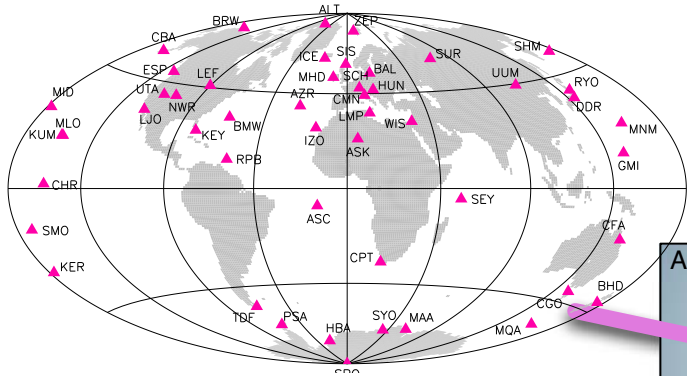 ALT
BRW
ZEP
CBA
SHM
ICE
SIS
SUR
ESP
LEF
MHD
SCH
BAL
UUM
RYO
UTA
NWR
AZR
CMN
HUN
DDR
MID
LJO
LMP
MLO
KUM
KEY
BMW
IZO
WIS
MNM
ASK
RPB
GMI
CHR
SEY
ASC
SMO
CFA
CPT
KER
A
BHD
CGO
TDF
PSA
HBA
SYO
MAA
MQA